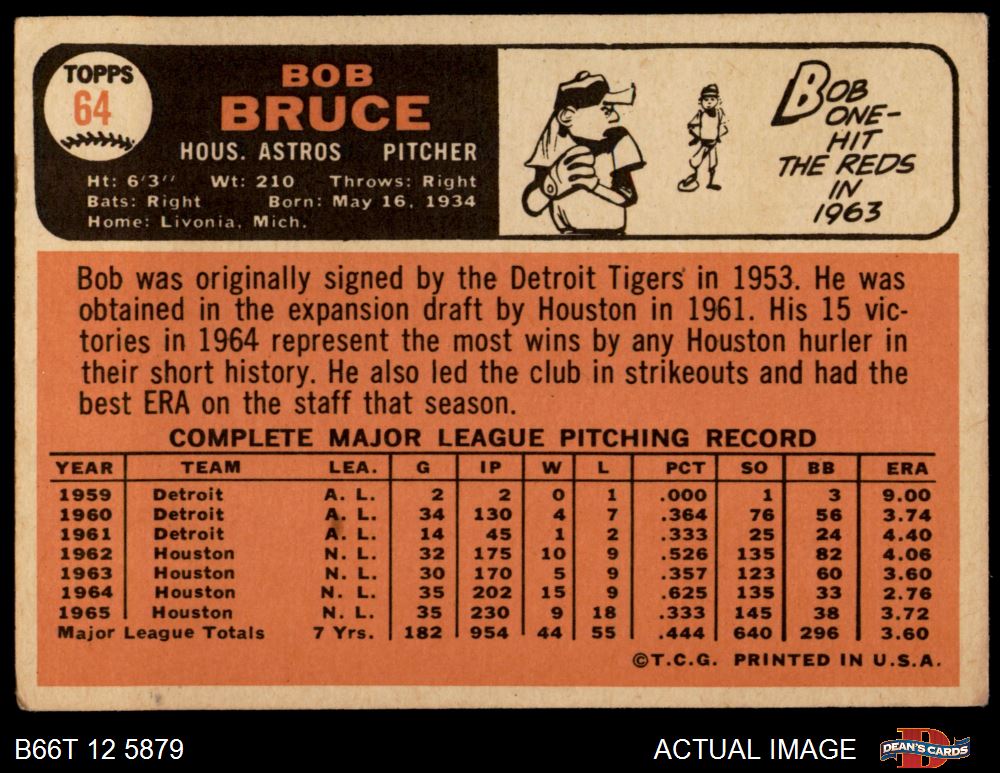 TOPPS
64
BOB
BRUCE
HOUS. ASTROS PITCHER
Ht: 6'3'' Wt: 210 Throws: Right
Bats: Right Born: May 16, 1934
Home: Livonia, Mich.
BOB
ONE-
HIT
THE REDS
IN
1963
Bob was originally signed by the Detroit Tigers in 1953. He was
obtained in the expansion draft by Houston in 1961. His 15 vic-
tories in 1964 represent the most wins by any Houston hurler in
their short history. He also led the club in strikeouts and had the
best ERA on the staff that season.
COMPLETE MAJOR LEAGUE PITCHING RECORD
YEAR TEAM LEA. G IP W L PCT SO BB ERA
1959 Detroit A. L. 2 2 0 1 .000 1 3 9.00
1960 Detroit A. L. 34 130 4 7 .364 76 56 3.74
1961 Detroit A. L. 14 45 1 2 .333 25 24 4.40
1962 Houston N. L. 32 175 10 9 .526 135 82 4.06
1963 Houston N. L. 30 170 5 9 .357 123 60 3.60
1964 Houston N. L. 35 202 15 9 .625 135 33 2.76
1965 Houston N. L. 35 230 9 18 .333 145 38 3.72
Major League Totals 7 Yrs. 182 954 44 55 .444 640 296 3.60
©T.C.G. PRINTED IN U.S.A.
B66T 12 5879 ACTUAL IMAGE DEAN'S CARDS